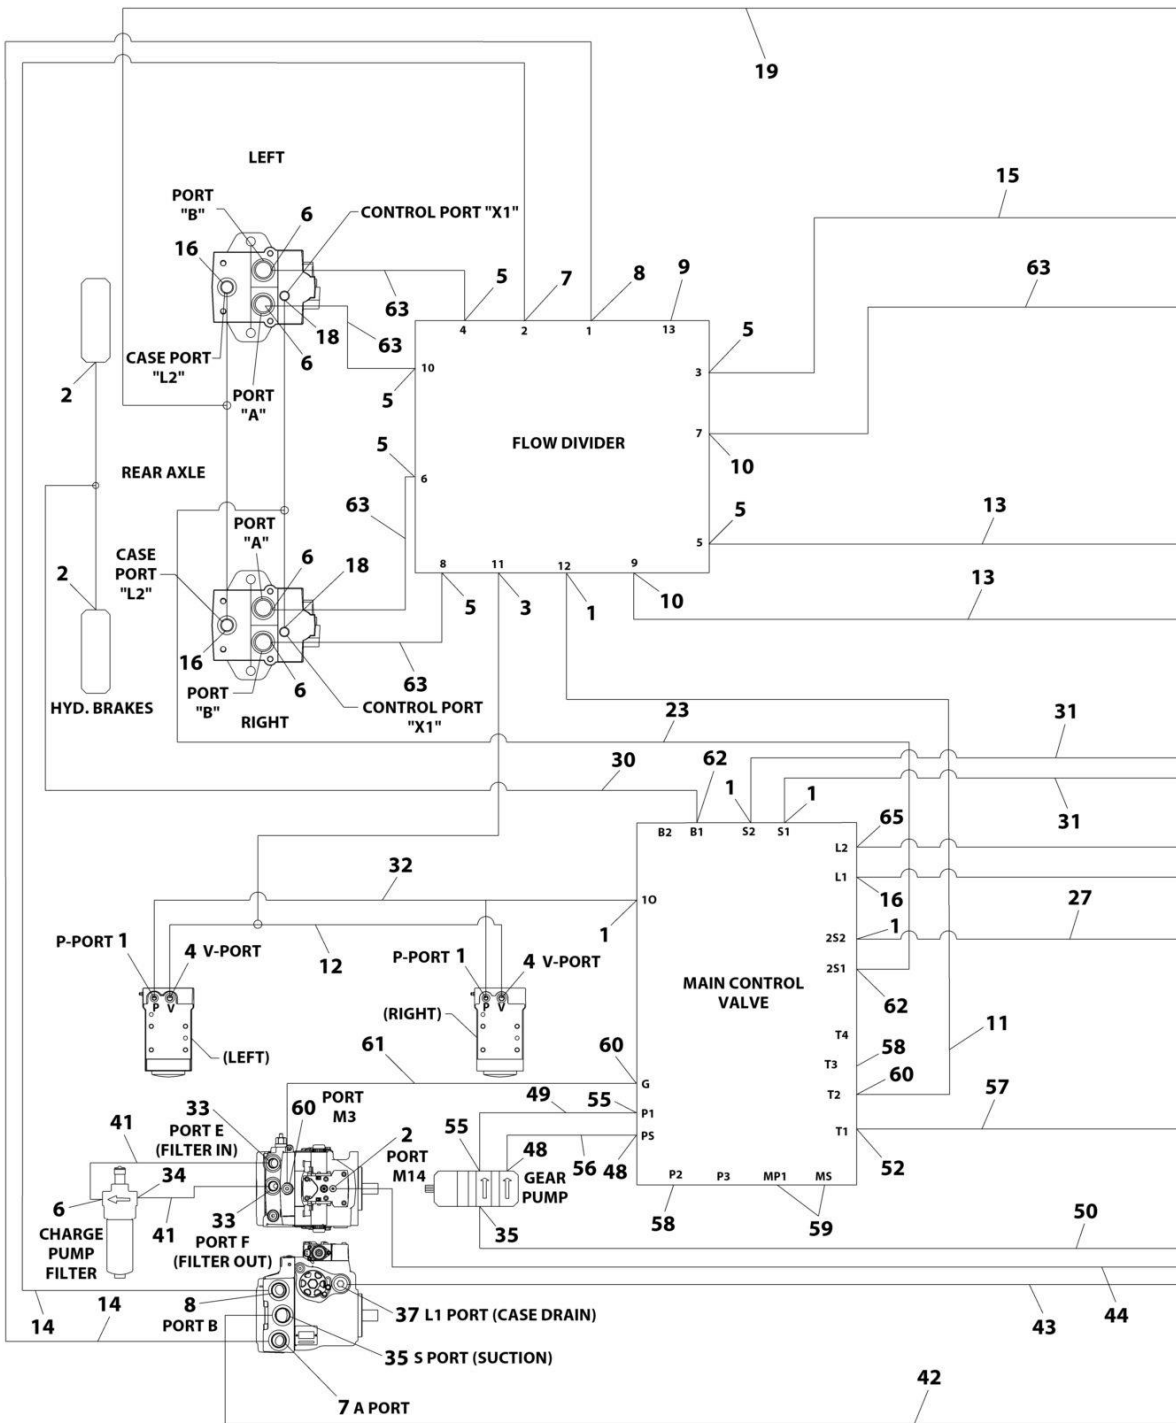 19
LEFT
15
PORT
"B"
6
CONTROL PORT "X1"
16
5
7
8
9
63
63
18
63
4
2
1
13
6
5
CASE PORT
"L2"
10
3
2
5
PORT
"A"
FLOW DIVIDER
7
5
10
REAR AXLE
6
63
5
PORT
"A"
13
CASE
PORT
"L2"
6
18
5
2
8
11
12
9
5
3
1
10
13
16
6
63
PORT
"B"
HYD. BRAKES
RIGHT
CONTROL PORT
"X1"
23
31
30
62
1
1
31
65
B2
B1
S2
S1
L2
L1
32
16
27
1O
1
1
P-PORT 1
4 V-PORT
12
P-PORT 1
4 V-PORT
2S2
2S1
MAIN CONTROL
VALVE
62
P
V
P
V
(RIGHT)
11
(LEFT)
T4
58
T3
61
60
60
G
T2
PORT
M3
49
55
57
33
60
P1
T1
41
PORT E
(FILTER IN)
2
PORT
M14
55
48
PS
56
48
52
34
GEAR
PUMP
P2
P3
MP1
MS
6
41
33
58
59
35
50
CHARGE
PUMP
FILTER
PORT F
(FILTER OUT)
44
14
14
8
PORT B
37 L1 PORT (CASE DRAIN)
43
35 S PORT (SUCTION)
42
7 A PORT